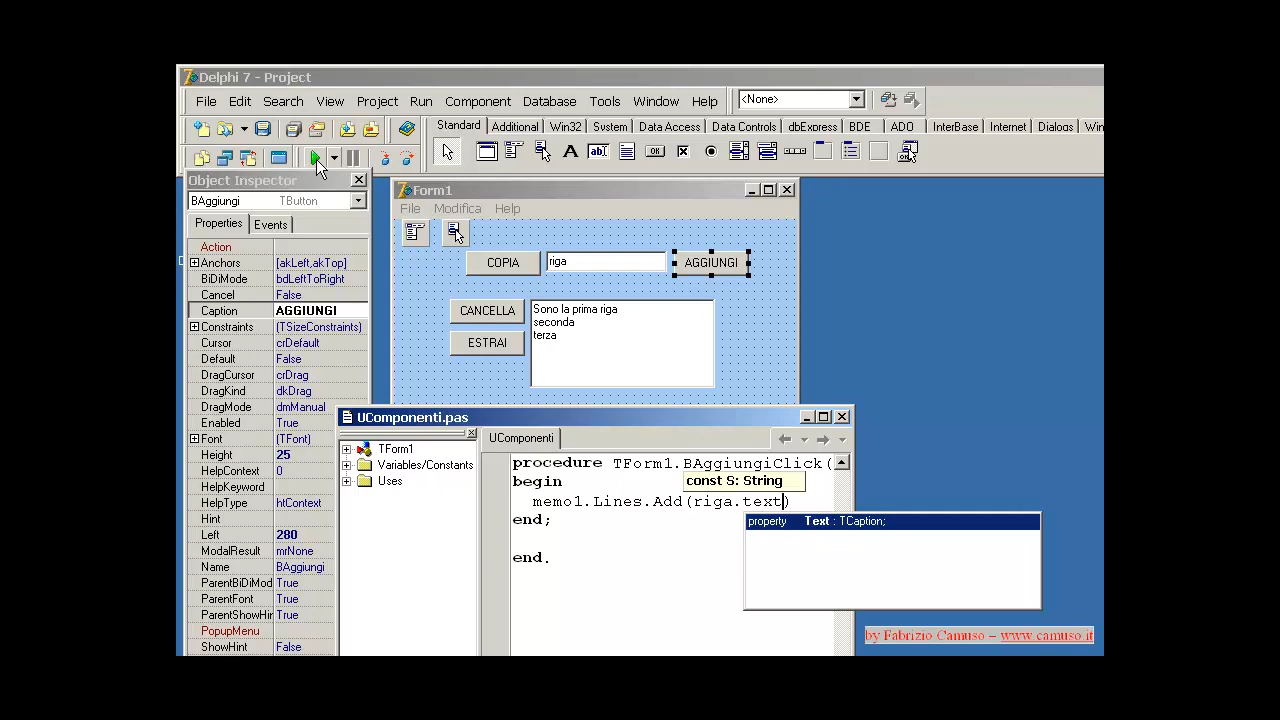 Delphi 7 - Project
File Edit Search View Project Run Component Database Tools Window Help
<None>
Standard Additional Win32 System Data Access Data Controls dbExpress BDE ADO InterBase Internet Dialogs Win
Object Inspector
BAggiungi TButton
Properties Events
Action
Anchors [akLeft,akTop]
BiDiMode bdLeftToRight
Cancel False
Caption AGGIUNGI
Constraints (TSizeConstraints)
Cursor crDefault
Default False
DragCursor crDrag
DragKind dkDrag
DragMode dmManual
Enabled True
Font (TFont)
Height 25
HelpContext 0
HelpKeyword
HelpType htContext
Hint
Left 280
ModalResult mrNone
Name BAggiungi
ParentBiDiMod True
ParentFont True
ParentShowHir True
PopupMenu
ShowHint False
Form1
File Modifica Help
COPIA riga AGGIUNGI
CANCELLA
ESTRAI
Sono la prima riga
seconda
terza
UComponenti.pas
TForm1
Variables/Constants
Uses
UComponenti
procedure TForm1.BAggiungiClick(
begin
const S: String
memo1.Lines.Add(riga.text)
end;
property Text : TCaption;
end.
by Fabrizio Camuso – www.camuso.it